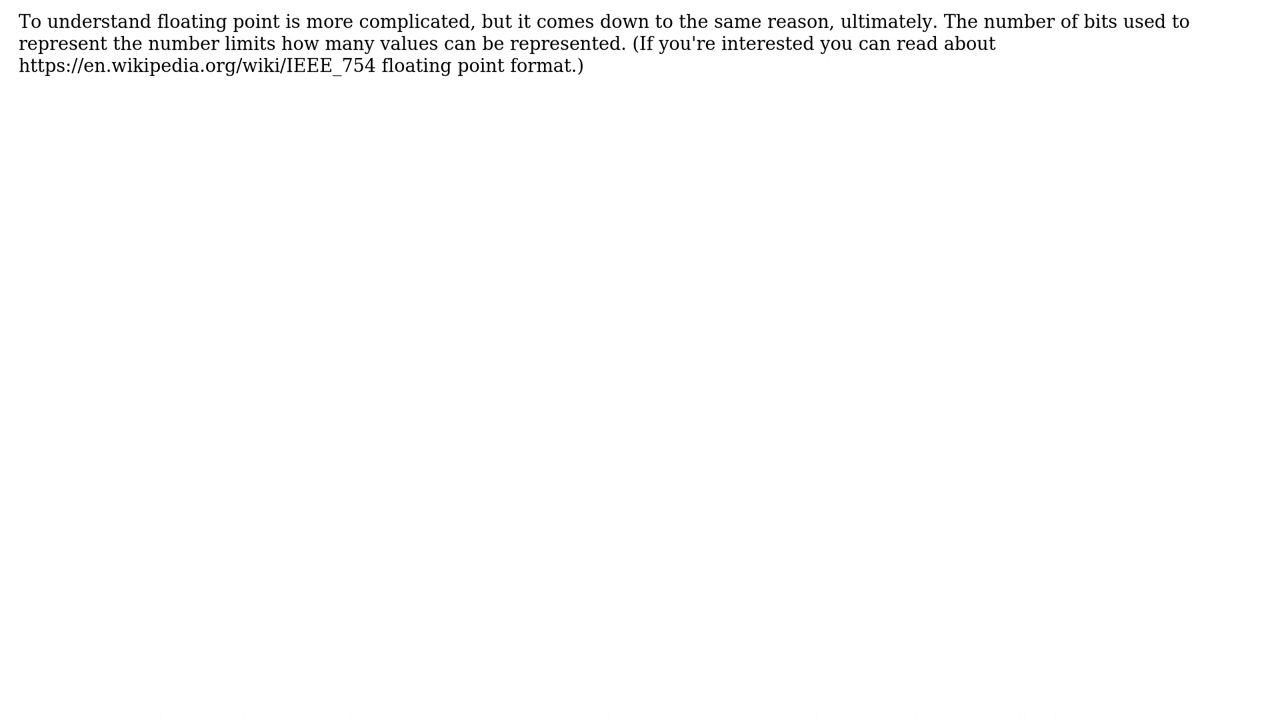 To understand floating point is more complicated, but it comes down to the same reason, ultimately. The number of bits used to
represent the number limits how many values can be represented. (If you're interested you can read about
https://en.wikipedia.org/wiki/IEEE_754 floating point format.)